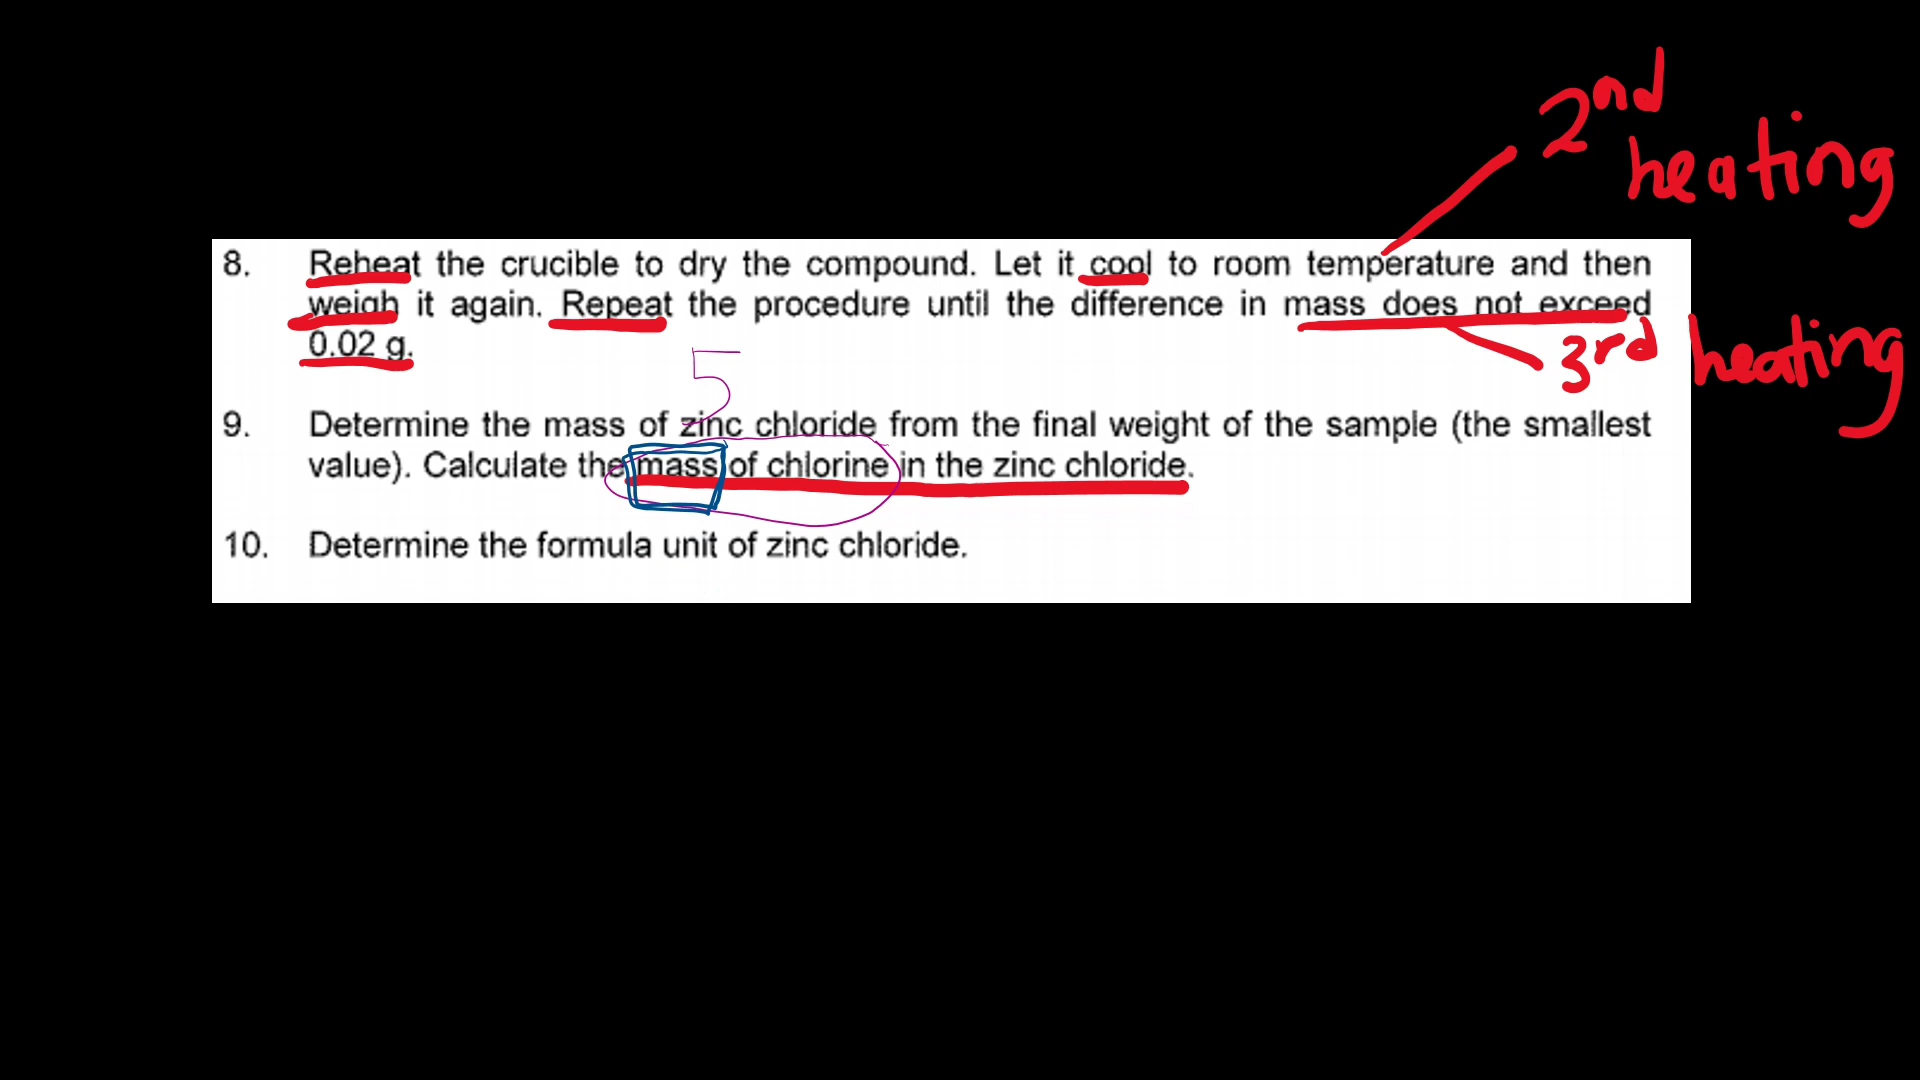 2nd
heating
8. Reheat the crucible to dry the compound. Let it cool to room temperature and then
weigh it again. Repeat the procedure until the difference in mass does not exceed
0.02 g.
3rd heating
5
9. Determine the mass of zinc chloride from the final weight of the sample (the smallest
value). Calculate the mass of chlorine in the zinc chloride.
10. Determine the formula unit of zinc chloride.